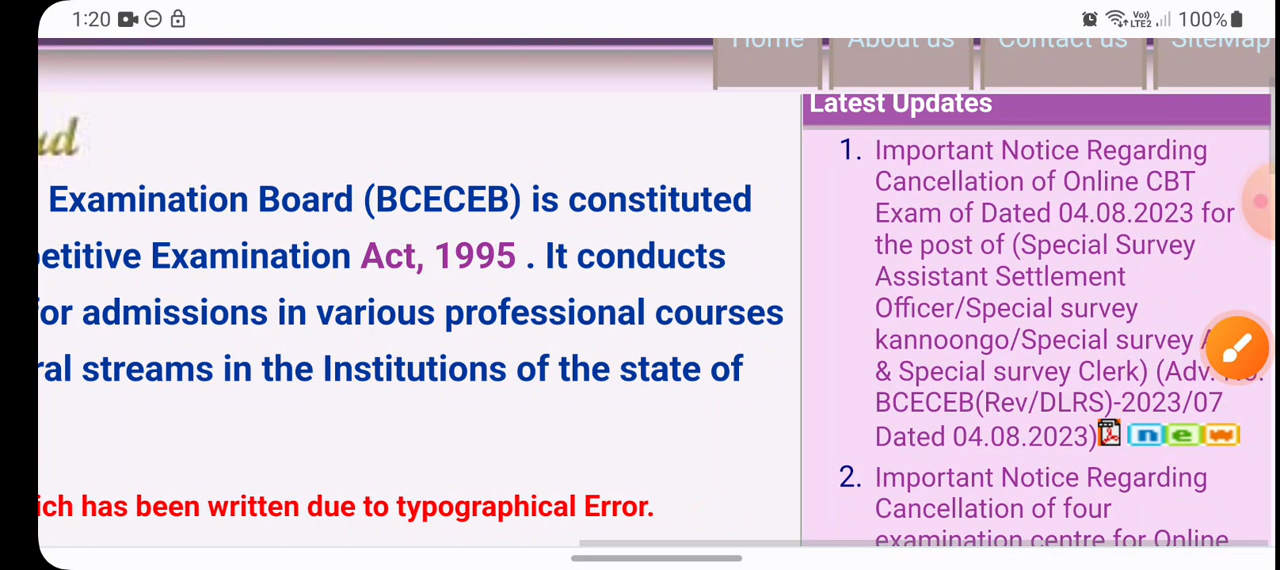 1:20
Vo)) LTE2 100%
Home About us Contact us SiteMap
Latest Updates
ud
Examination Board (BCECEB) is constituted
etitive Examination Act, 1995 . It conducts
for admissions in various professional courses
ral streams in the Institutions of the state of
ich has been written due to typographical Error.
1. Important Notice Regarding
Cancellation of Online CBT
Exam of Dated 04.08.2023 for
the post of (Special Survey
Assistant Settlement
Officer/Special survey
kannoongo/Special survey
& Special survey Clerk) (Adv. No.
BCECEB(Rev/DLRS)-2023/07
Dated 04.08.2023) new
2. Important Notice Regarding
Cancellation of four
examination centre for Online